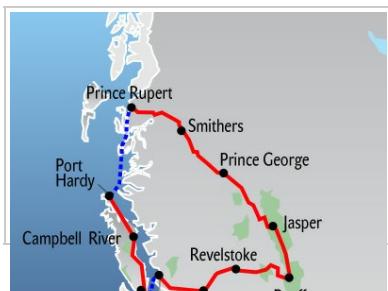 Prince Rupert
Smithers
Prince George
Port
Hardy
Jasper
Campbell River
Revelstoke